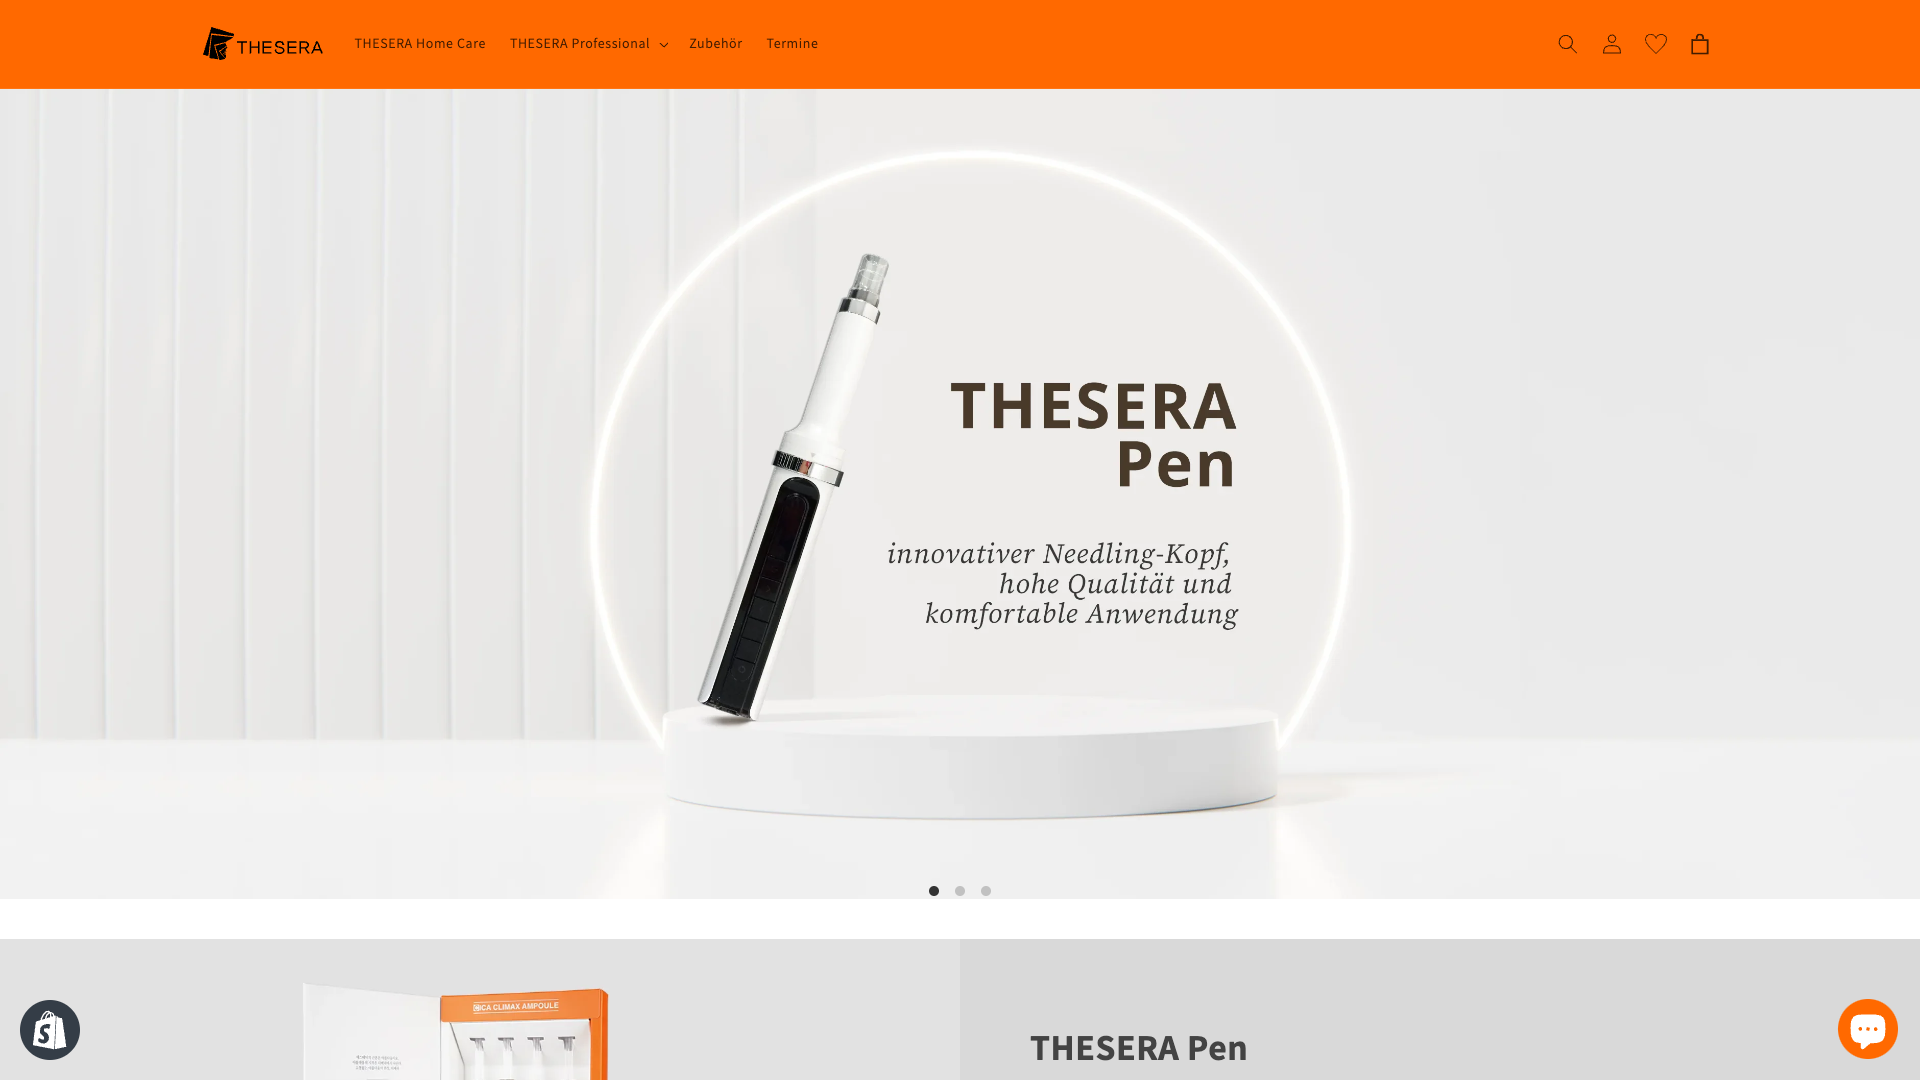 THESERA
THESERA Home Care
THESERA Professional
Zubehör
Termine
THESERA
Pen
innovativer Needling-Kopf,
hohe Qualität und
komfortable Anwendung
CICA CLIMAX AMPOULE
THESERA Pen